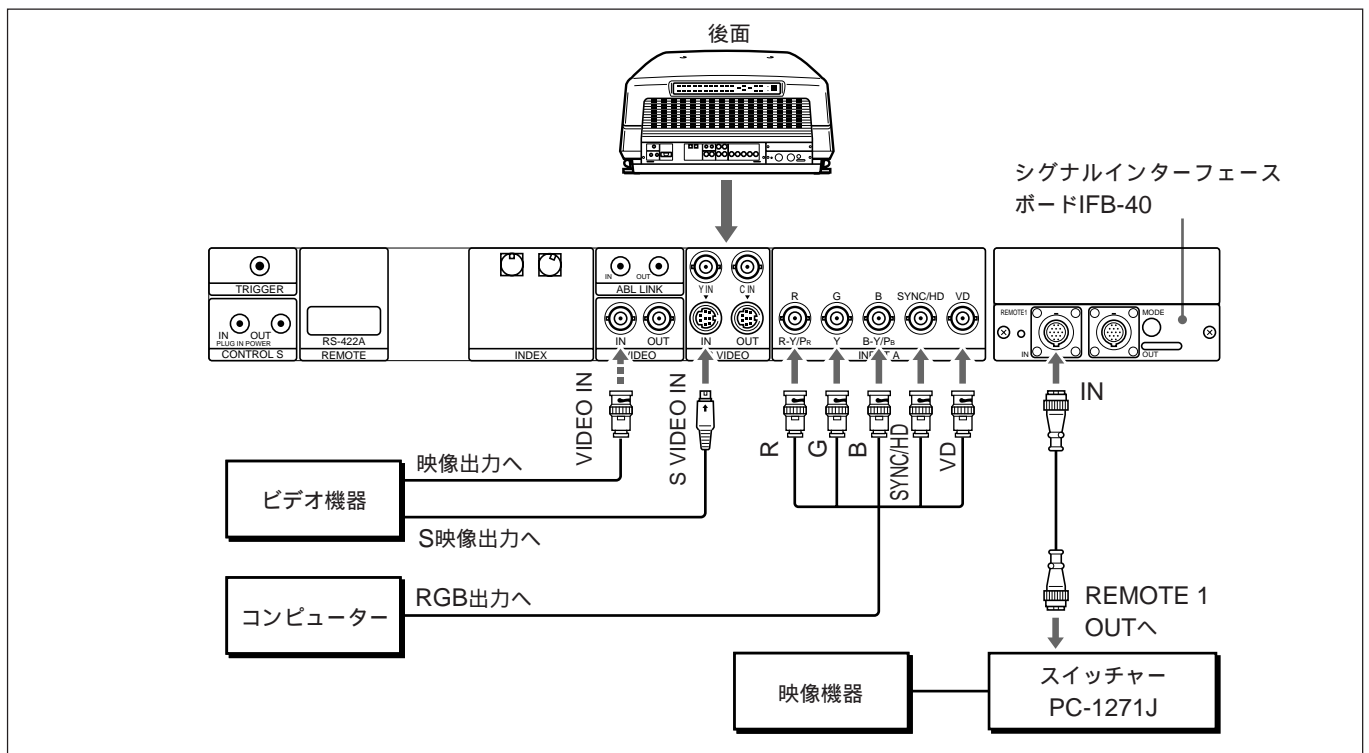 後面
シグナルインターフェース
ボードIFB-40
TRIGGER
IN OUT
PLUG IN POWER
CONTROL S
RS-422A
REMOTE
INDEX
IN OUT
ABL LINK
IN OUT
VIDEO
Y IN C IN
IN OUT
VIDEO
R G B SYNC/HD VD
R-Y/PR Y B-Y/PB
INPUT A
REMOTE1
MODE
IN OUT
VIDEO IN
S VIDEO IN
R
G
B
SYNC/HD
VD
IN
映像出力へ
ビデオ機器
S映像出力へ
RGB出力へ
コンピューター
REMOTE 1
OUTへ
映像機器
スイッチャー
PC-1271J